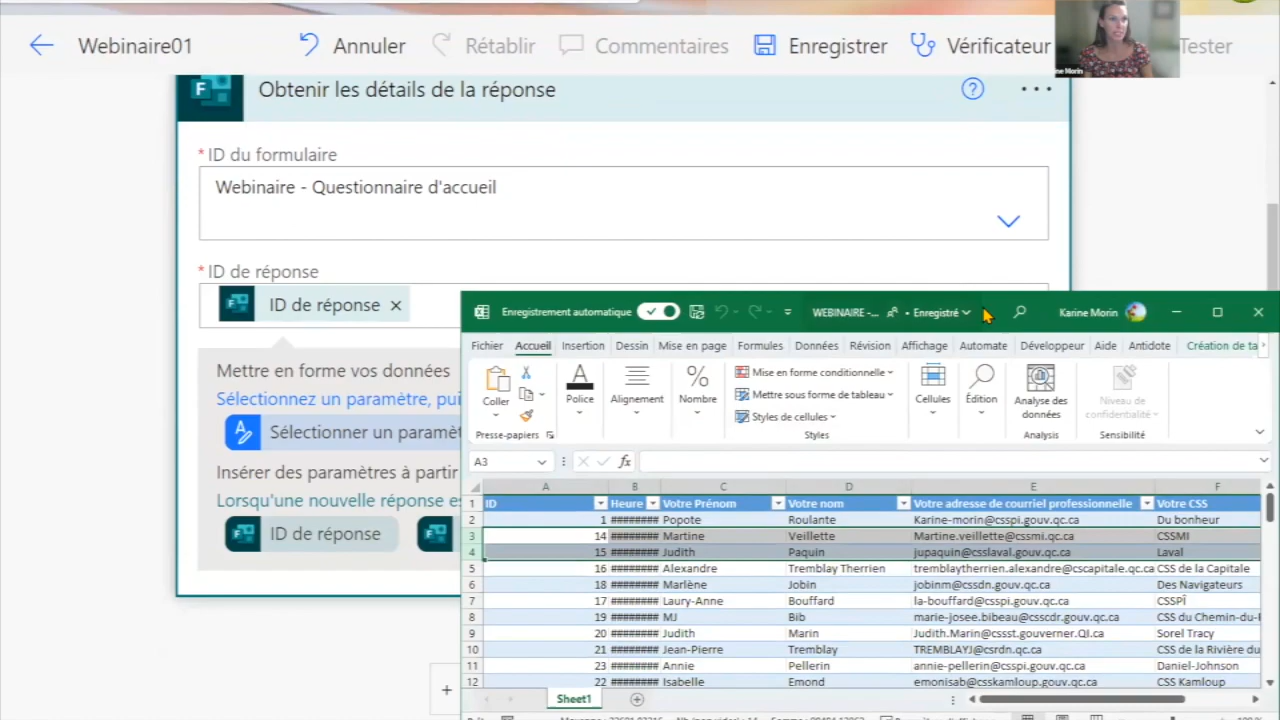 Webinaire01 Annuler Rétablir Commentaires Enregistrer Vérificateur Tester
ne Morin
Obtenir les détails de la réponse
* ID du formulaire
Webinaire - Questionnaire d'accueil
* ID de réponse
ID de réponse
Mettre en forme vos données
Sélectionnez un paramètre, pui
Sélectionner un paramèt
Insérer des paramètres à partir
Lorsqu'une nouvelle réponse es
ID de réponse
Enregistrement automatique WEBINAIRE -... • Enregistré Karine Morin
Fichier Accueil Insertion Dessin Mise en page Formules Données Révision Affichage Automate Développeur Aide Antidote Création de ta
Coller Police Alignement Nombre
Mise en forme conditionnelle
Mettre sous forme de tableau
Styles de cellules
Cellules Édition Analyse des données Niveau de confidentialité
Presse-papiers Styles Analysis Sensibilité
A3 fx
A B C D E F
1 ID Heure Votre Prénom Votre nom Votre adresse de courriel professionnelle Votre CSS
2 1 ######## Popote Roulante Karine-morin@csspi.gouv.qc.ca Du bonheur
3 14 ######## Martine Veillette Martine.veillette@cssmi.qc.ca CSSMI
4 15 ######## Judith Paquin jupaquin@csslaval.gouv.qc.ca Laval
5 16 ######## Alexandre Tremblay Therrien tremblaytherrien.alexandre@cscapitale.qc.ca CSS de la Capitale
6 18 ######## Marlène Jobin jobinm@cssdn.gouv.qc.ca Des Navigateurs
7 17 ######## Laury-Anne Bouffard la-bouffard@csspi.gouv.qc.ca CSSPÎ
8 19 ######## MJ Bib marie-josee.bibeau@csscdr.gouv.qc.ca CSS du Chemin-du-
9 20 ######## Judith Marin Judith.Marin@cssst.gouverner.QI.ca Sorel Tracy
10 21 ######## Jean-Pierre Tremblay TREMBLAYJ@csrdn.qc.ca CSS de la Rivière du
11 23 ######## Annie Pellerin annie-pellerin@csspi.gouv.qc.ca Daniel-Johnson
12 22 ######## Isabelle Emond emonisab@csskamloup.gouv.qc.ca CSS Kamloup
Sheet1